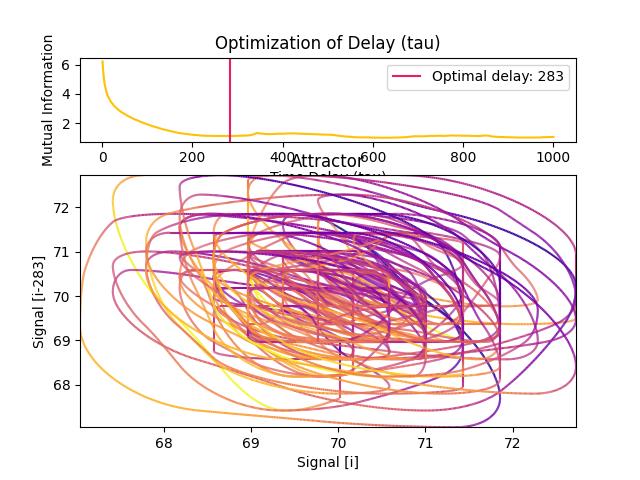 Optimization of Delay (tau)
Mutual Information
6
4
2
Optimal delay: 283
0 200 400 600 800 1000
Time Delay (tau)
Attractor
Signal [i-283]
72
71
70
69
68
68 69 70 71 72
Signal [i]